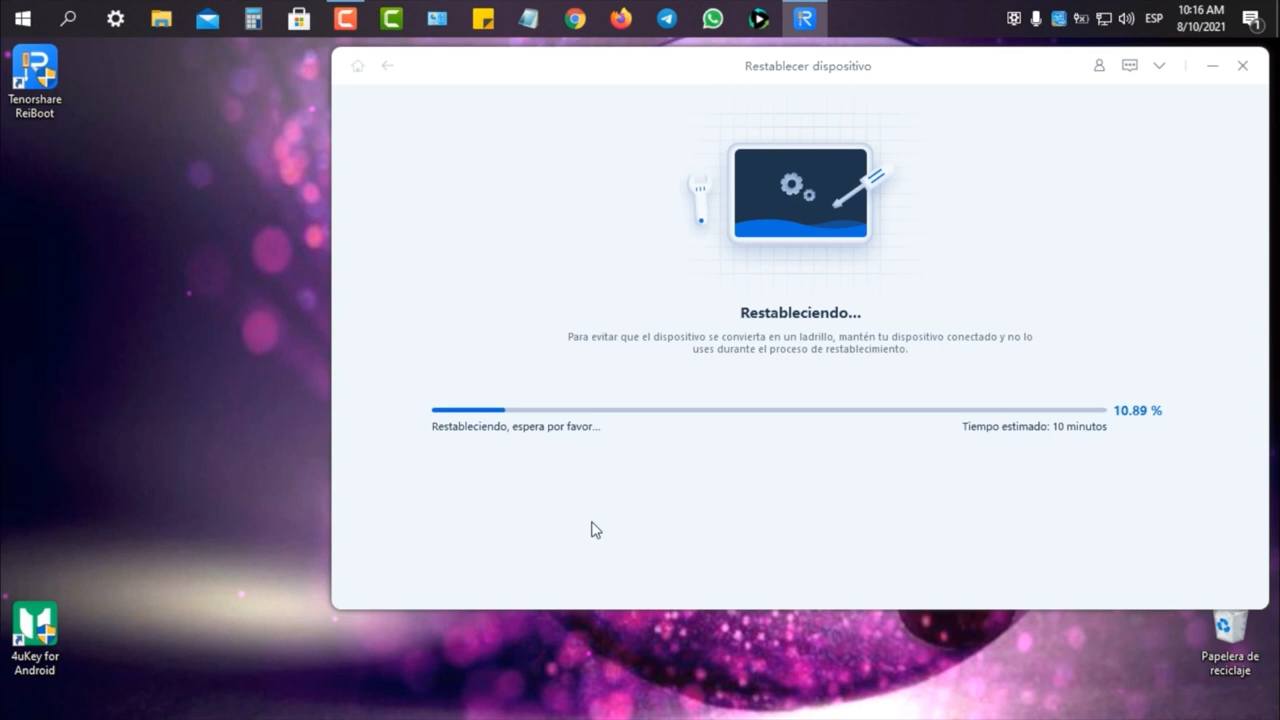 ESP
10:16 AM
8/10/2021
1
Tenorshare
ReiBoot
Restablecer dispositivo
Restableciendo...
Para evitar que el dispositivo se convierta en un ladrillo, mantén tu dispositivo conectado y no lo
uses durante el proceso de restablecimiento.
10.89 %
Restableciendo, espera por favor...
Tiempo estimado: 10 minutos
4uKey for
Android
Papelera de
reciclaje